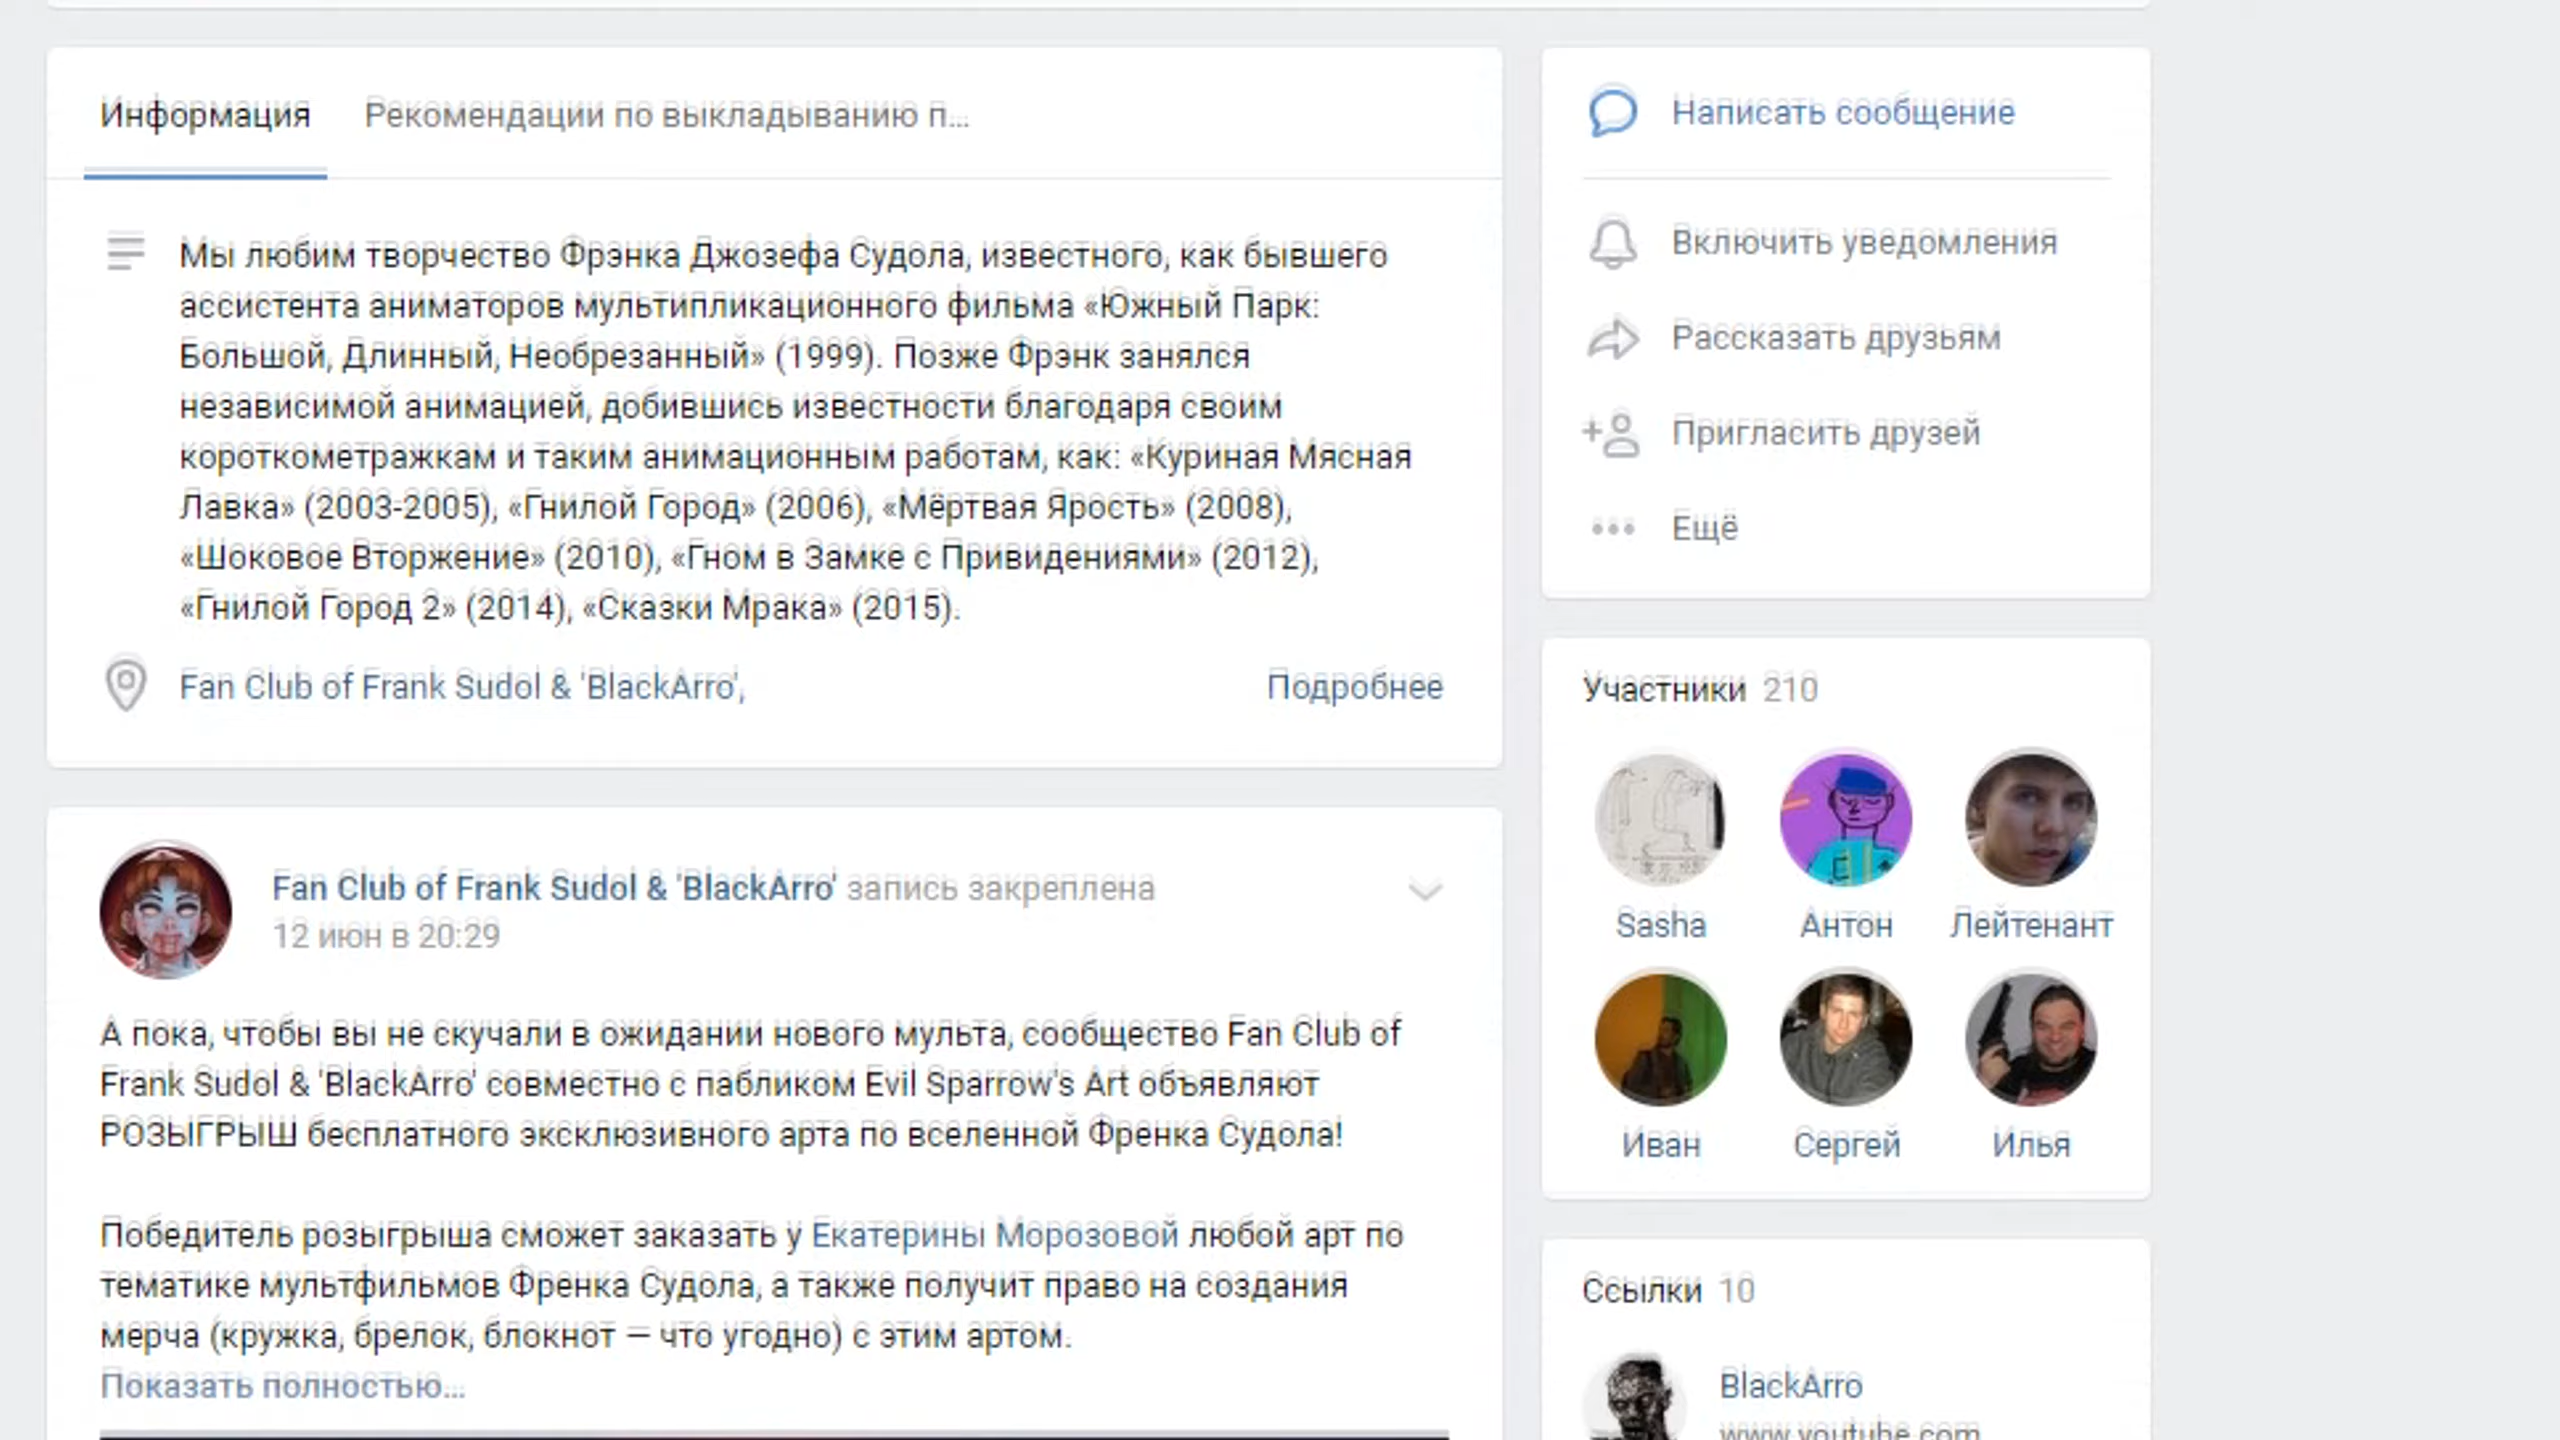 Информация
Рекомендации по выкладыванию п...
Мы любим творчество Фрэнка Джозефа Судола, известного, как бывшего
ассистента аниматоров мультипликационного фильма «Южный Парк:
Большой, Длинный, Необрезанный» (1999). Позже Фрэнк занялся
независимой анимацией, добившись известности благодаря своим
короткометражкам и таким анимационным работам, как: «Куриная Мясная
Лавка» (2003-2005), «Гнилой Город» (2006), «Мёртвая Ярость» (2008),
«Шоковое Вторжение» (2010), «Гном в Замке с Привидениями» (2012),
«Гнилой Город 2» (2014), «Сказки Мрака» (2015).
Fan Club of Frank Sudol & 'BlackArro',
Подробнее
Fan Club of Frank Sudol & 'BlackArro' запись закреплена
12 июн в 20:29
А пока, чтобы вы не скучали в ожидании нового мульта, сообщество Fan Club of
Frank Sudol & 'BlackArro' совместно с пабликом Evil Sparrow's Art объявляют
РОЗЫГРЫШ бесплатного эксклюзивного арта по вселенной Френка Судола!
Победитель розыгрыша сможет заказать у Екатерины Морозовой любой арт по
тематике мультфильмов Френка Судола, а также получит право на создания
мерча (кружка, брелок, блокнот — что угодно) с этим артом.
Показать полностью...
Написать сообщение
Включить уведомления
Рассказать друзьям
Пригласить друзей
Ещё
Участники 210
Sasha
Антон
Лейтенант
Иван
Сергей
Илья
Ссылки 10
BlackArro
www.youtube.com